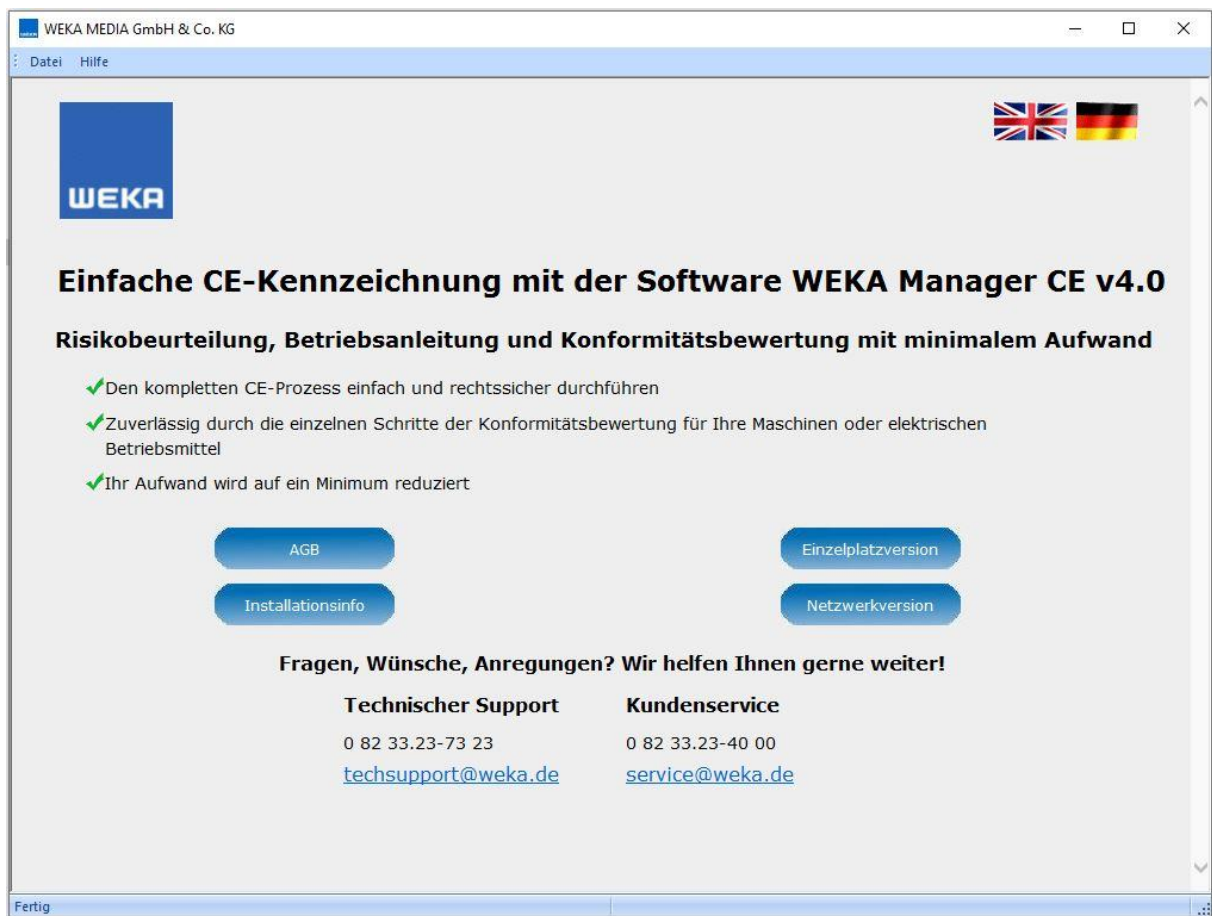 WEKA MEDIA GmbH & Co. KG
Datei Hilfe
WEKA
Einfache CE-Kennzeichnung mit der Software WEKA Manager CE v4.0
Risikobeurteilung, Betriebsanleitung und Konformitätsbewertung mit minimalem Aufwand
Den kompletten CE-Prozess einfach und rechtssicher durchführen
Zuverlässig durch die einzelnen Schritte der Konformitätsbewertung für Ihre Maschinen oder elektrischen
Betriebsmittel
Ihr Aufwand wird auf ein Minimum reduziert
AGB Einzelplatzversion
Installationsinfo Netzwerkversion
Fragen, Wünsche, Anregungen? Wir helfen Ihnen gerne weiter!
Technischer Support Kundenservice
0 82 33.23-73 23 0 82 33.23-40 00
techsupport@weka.de service@weka.de
Fertig